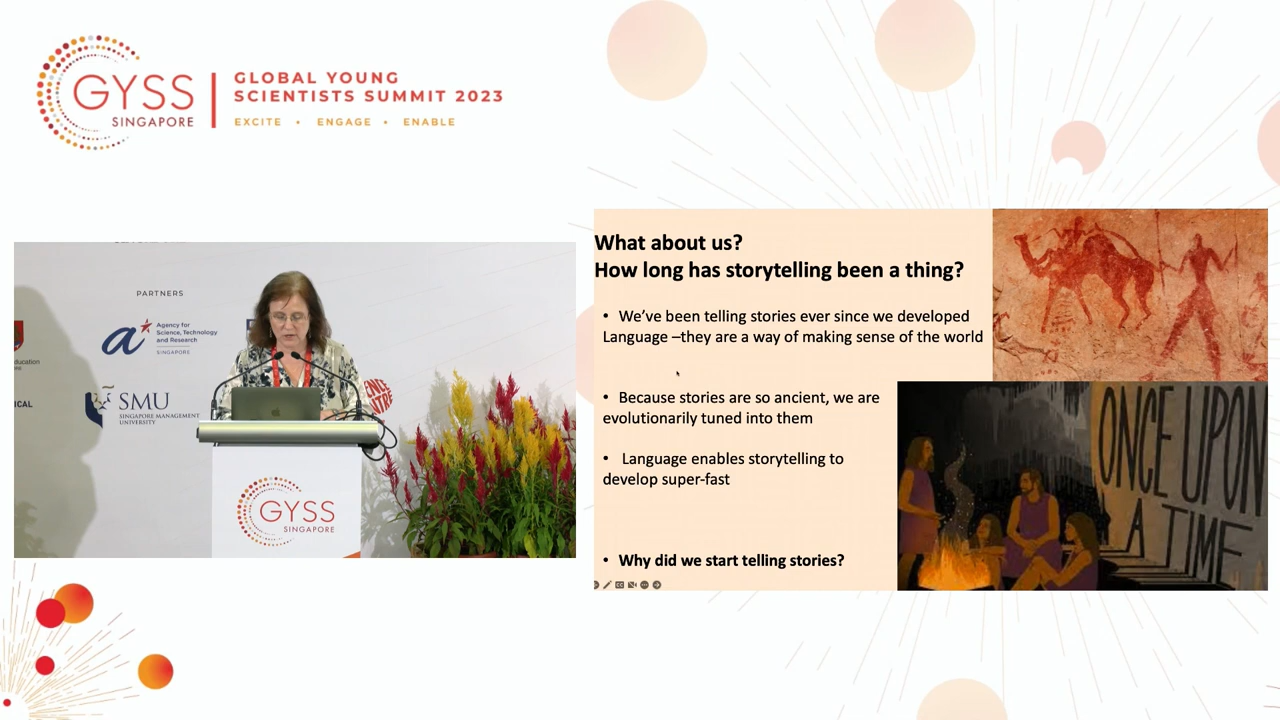 GYSS
SINGAPORE
GLOBAL YOUNG
SCIENTISTS SUMMIT 2023
EXCITE • ENGAGE • ENABLE
PARTNERS
Agency for
Science, Technology
and Research
SINGAPORE
SMU
SINGAPORE MANAGEMENT
UNIVERSITY
ICAL
GYSS
SINGAPORE
What about us?
How long has storytelling been a thing?
• We’ve been telling stories ever since we developed
Language –they are a way of making sense of the world
• Because stories are so ancient, we are
evolutionarily tuned into them
• Language enables storytelling to
develop super-fast
• Why did we start telling stories?
ONCE UPON
A TIME